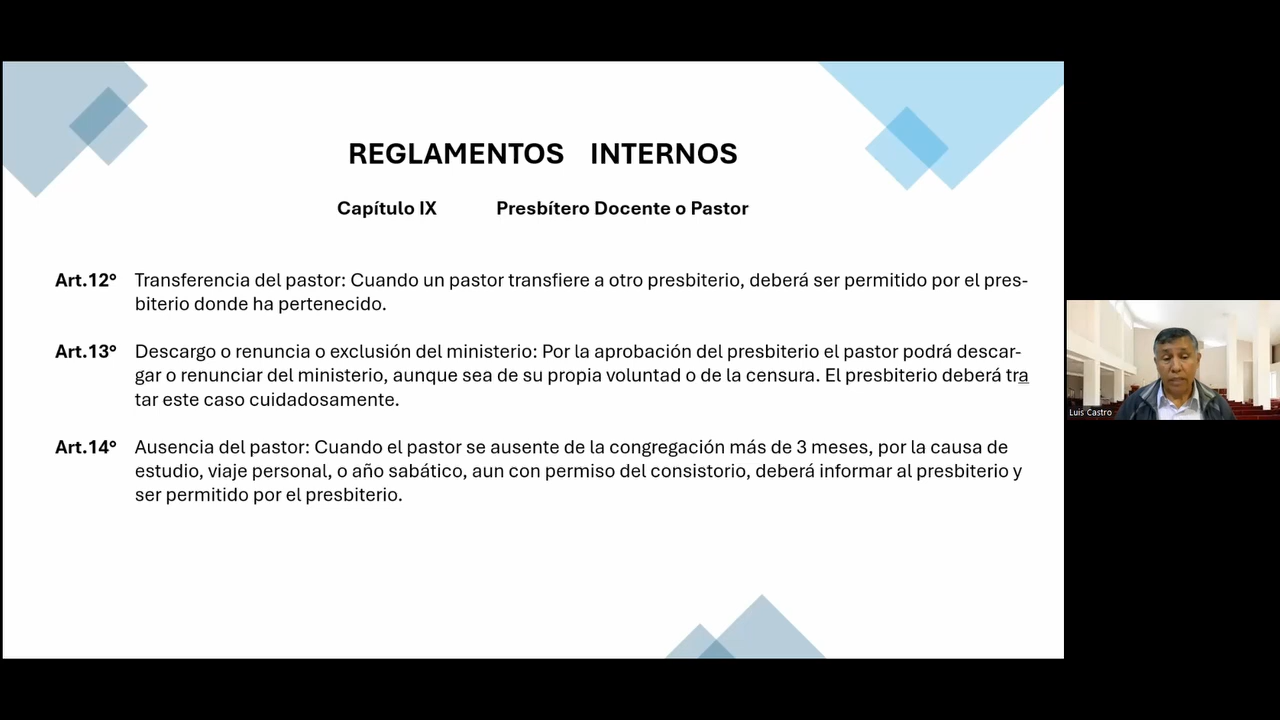 REGLAMENTOS INTERNOS
Capítulo IX Presbítero Docente o Pastor
Art.12° Transferencia del pastor: Cuando un pastor transfiere a otro presbiterio, deberá ser permitido por el pres-
biterio donde ha pertenecido.
Art.13° Descargo o renuncia o exclusión del ministerio: Por la aprobación del presbiterio el pastor podrá descar-
gar o renunciar del ministerio, aunque sea de su propia voluntad o de la censura. El presbiterio deberá tra
tar este caso cuidadosamente.
Art.14° Ausencia del pastor: Cuando el pastor se ausente de la congregación más de 3 meses, por la causa de
estudio, viaje personal, o año sabático, aun con permiso del consistorio, deberá informar al presbiterio y
ser permitido por el presbiterio.
Luis Castro